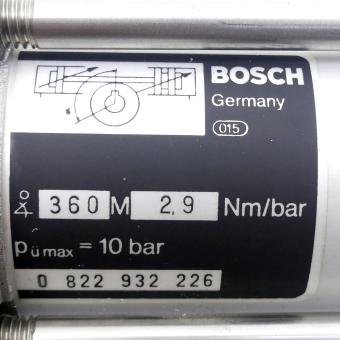 BOSCH
Germany
015
∡° 360 M 2,9 Nm/bar
pü max = 10 bar
0 822 932 226